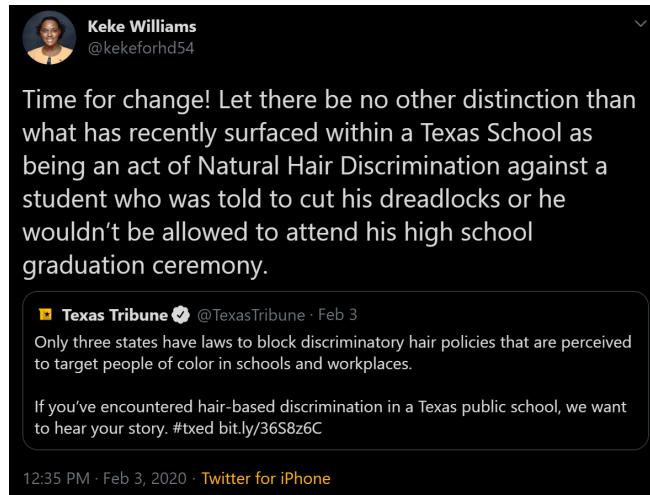 Keke Williams
@kekeforhd54
Time for change! Let there be no other distinction than
what has recently surfaced within a Texas School as
being an act of Natural Hair Discrimination against a
student who was told to cut his dreadlocks or he
wouldn’t be allowed to attend his high school
graduation ceremony.
Texas Tribune @TexasTribune · Feb 3
Only three states have laws to block discriminatory hair policies that are perceived
to target people of color in schools and workplaces.
If you’ve encountered hair-based discrimination in a Texas public school, we want
to hear your story. #txed bit.ly/36S8z6C
12:35 PM · Feb 3, 2020 · Twitter for iPhone